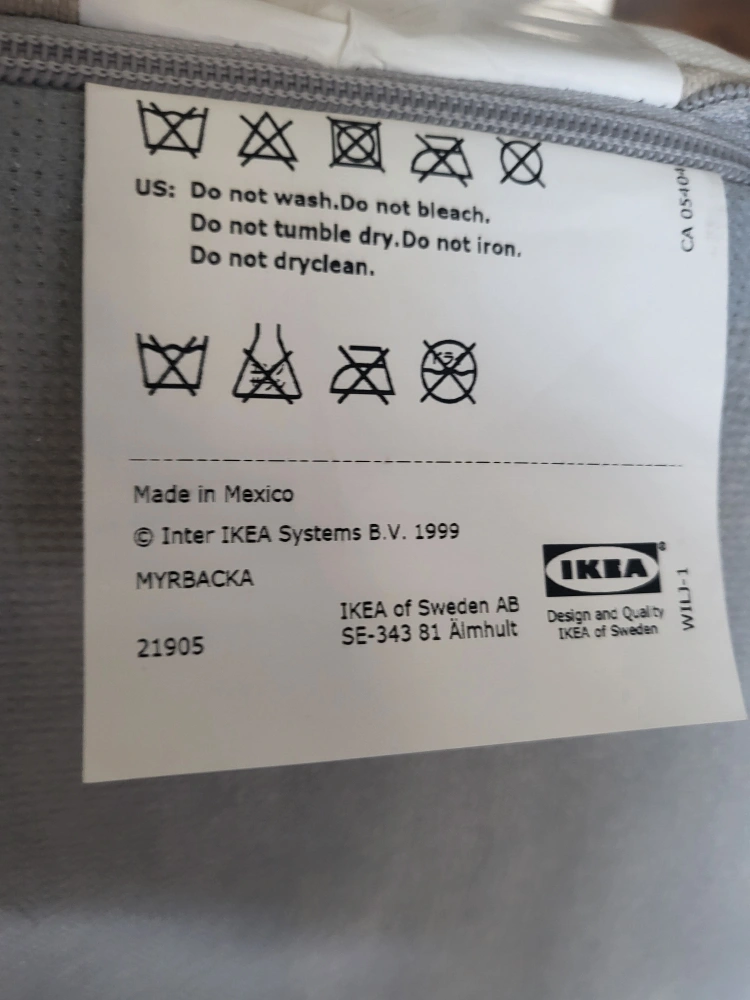 US: Do not wash.Do not bleach.
Do not tumble dry.Do not iron.
Do not dryclean.
Made in Mexico
© Inter IKEA Systems B.V. 1999
MYRBACKA
21905
IKEA of Sweden AB
SE-343 81 Älmhult
IKEA
®
Design and Quality
IKEA of Sweden
WILJ-1
CA 05404